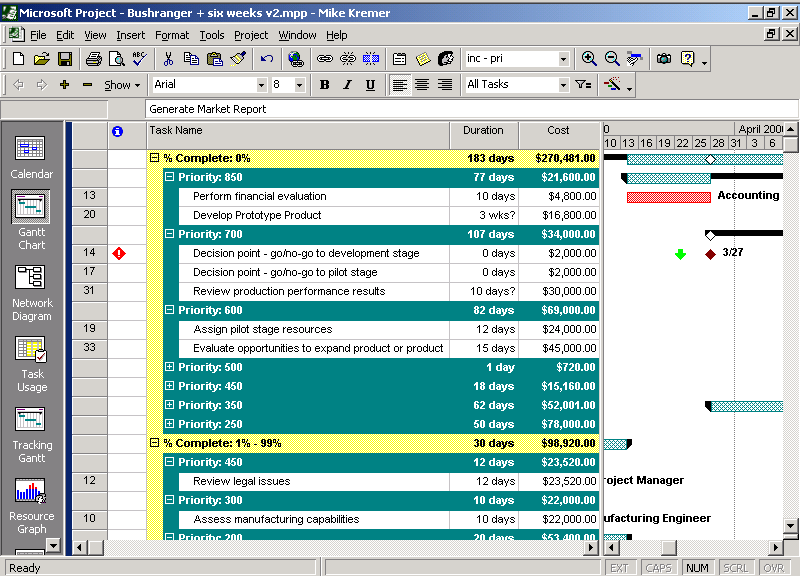 Microsoft Project - Bushranger + six weeks v2.mpp - Mike Kremer
File Edit View Insert Format Tools Project Window Help
inc - pri
Show Arial 8 B I U All Tasks
Generate Market Report
Task Name Duration Cost
0 April 200
10 13 16 19 22 25 28 31 3 6
% Complete: 0% 183 days $270,481.00
Priority: 850 77 days $21,600.00
13 Perform financial evaluation 10 days $4,800.00 Accounting
20 Develop Prototype Product 3 wks? $16,800.00
Priority: 700 107 days $34,000.00
14 Decision point - go/no-go to development stage 0 days $2,000.00 3/27
17 Decision point - go/no-go to pilot stage 0 days $2,000.00
31 Review production performance results 10 days? $30,000.00
Priority: 600 82 days $69,000.00
19 Assign pilot stage resources 12 days $24,000.00
33 Evaluate opportunities to expand product or product 15 days $45,000.00
Priority: 500 1 day $720.00
Priority: 450 18 days $15,160.00
Priority: 350 62 days $52,001.00
Priority: 250 50 days $78,000.00
% Complete: 1% - 99% 30 days $98,920.00
Priority: 450 12 days $23,520.00
12 Review legal issues 12 days $23,520.00 roject Manager
Priority: 300 10 days $22,000.00
10 Assess manufacturing capabilities 10 days $22,000.00 ufacturing Engineer
Priority: 200 20 days $53,400.00
Calendar
Gantt
Chart
Network
Diagram
Task
Usage
Tracking
Gantt
Resource
Graph
Ready EXT CAPS NUM SCRL OVR